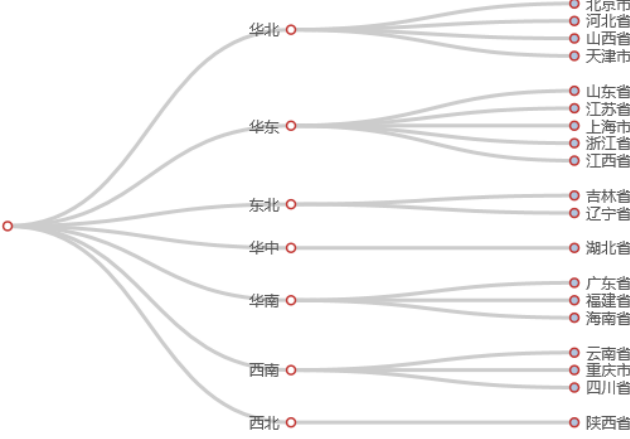 华北
北京市
河北省
山西省
天津市
华东
山东省
江苏省
上海市
浙江省
江西省
东北
吉林省
辽宁省
华中
湖北省
华南
广东省
福建省
海南省
西南
云南省
重庆市
四川省
西北
陕西省